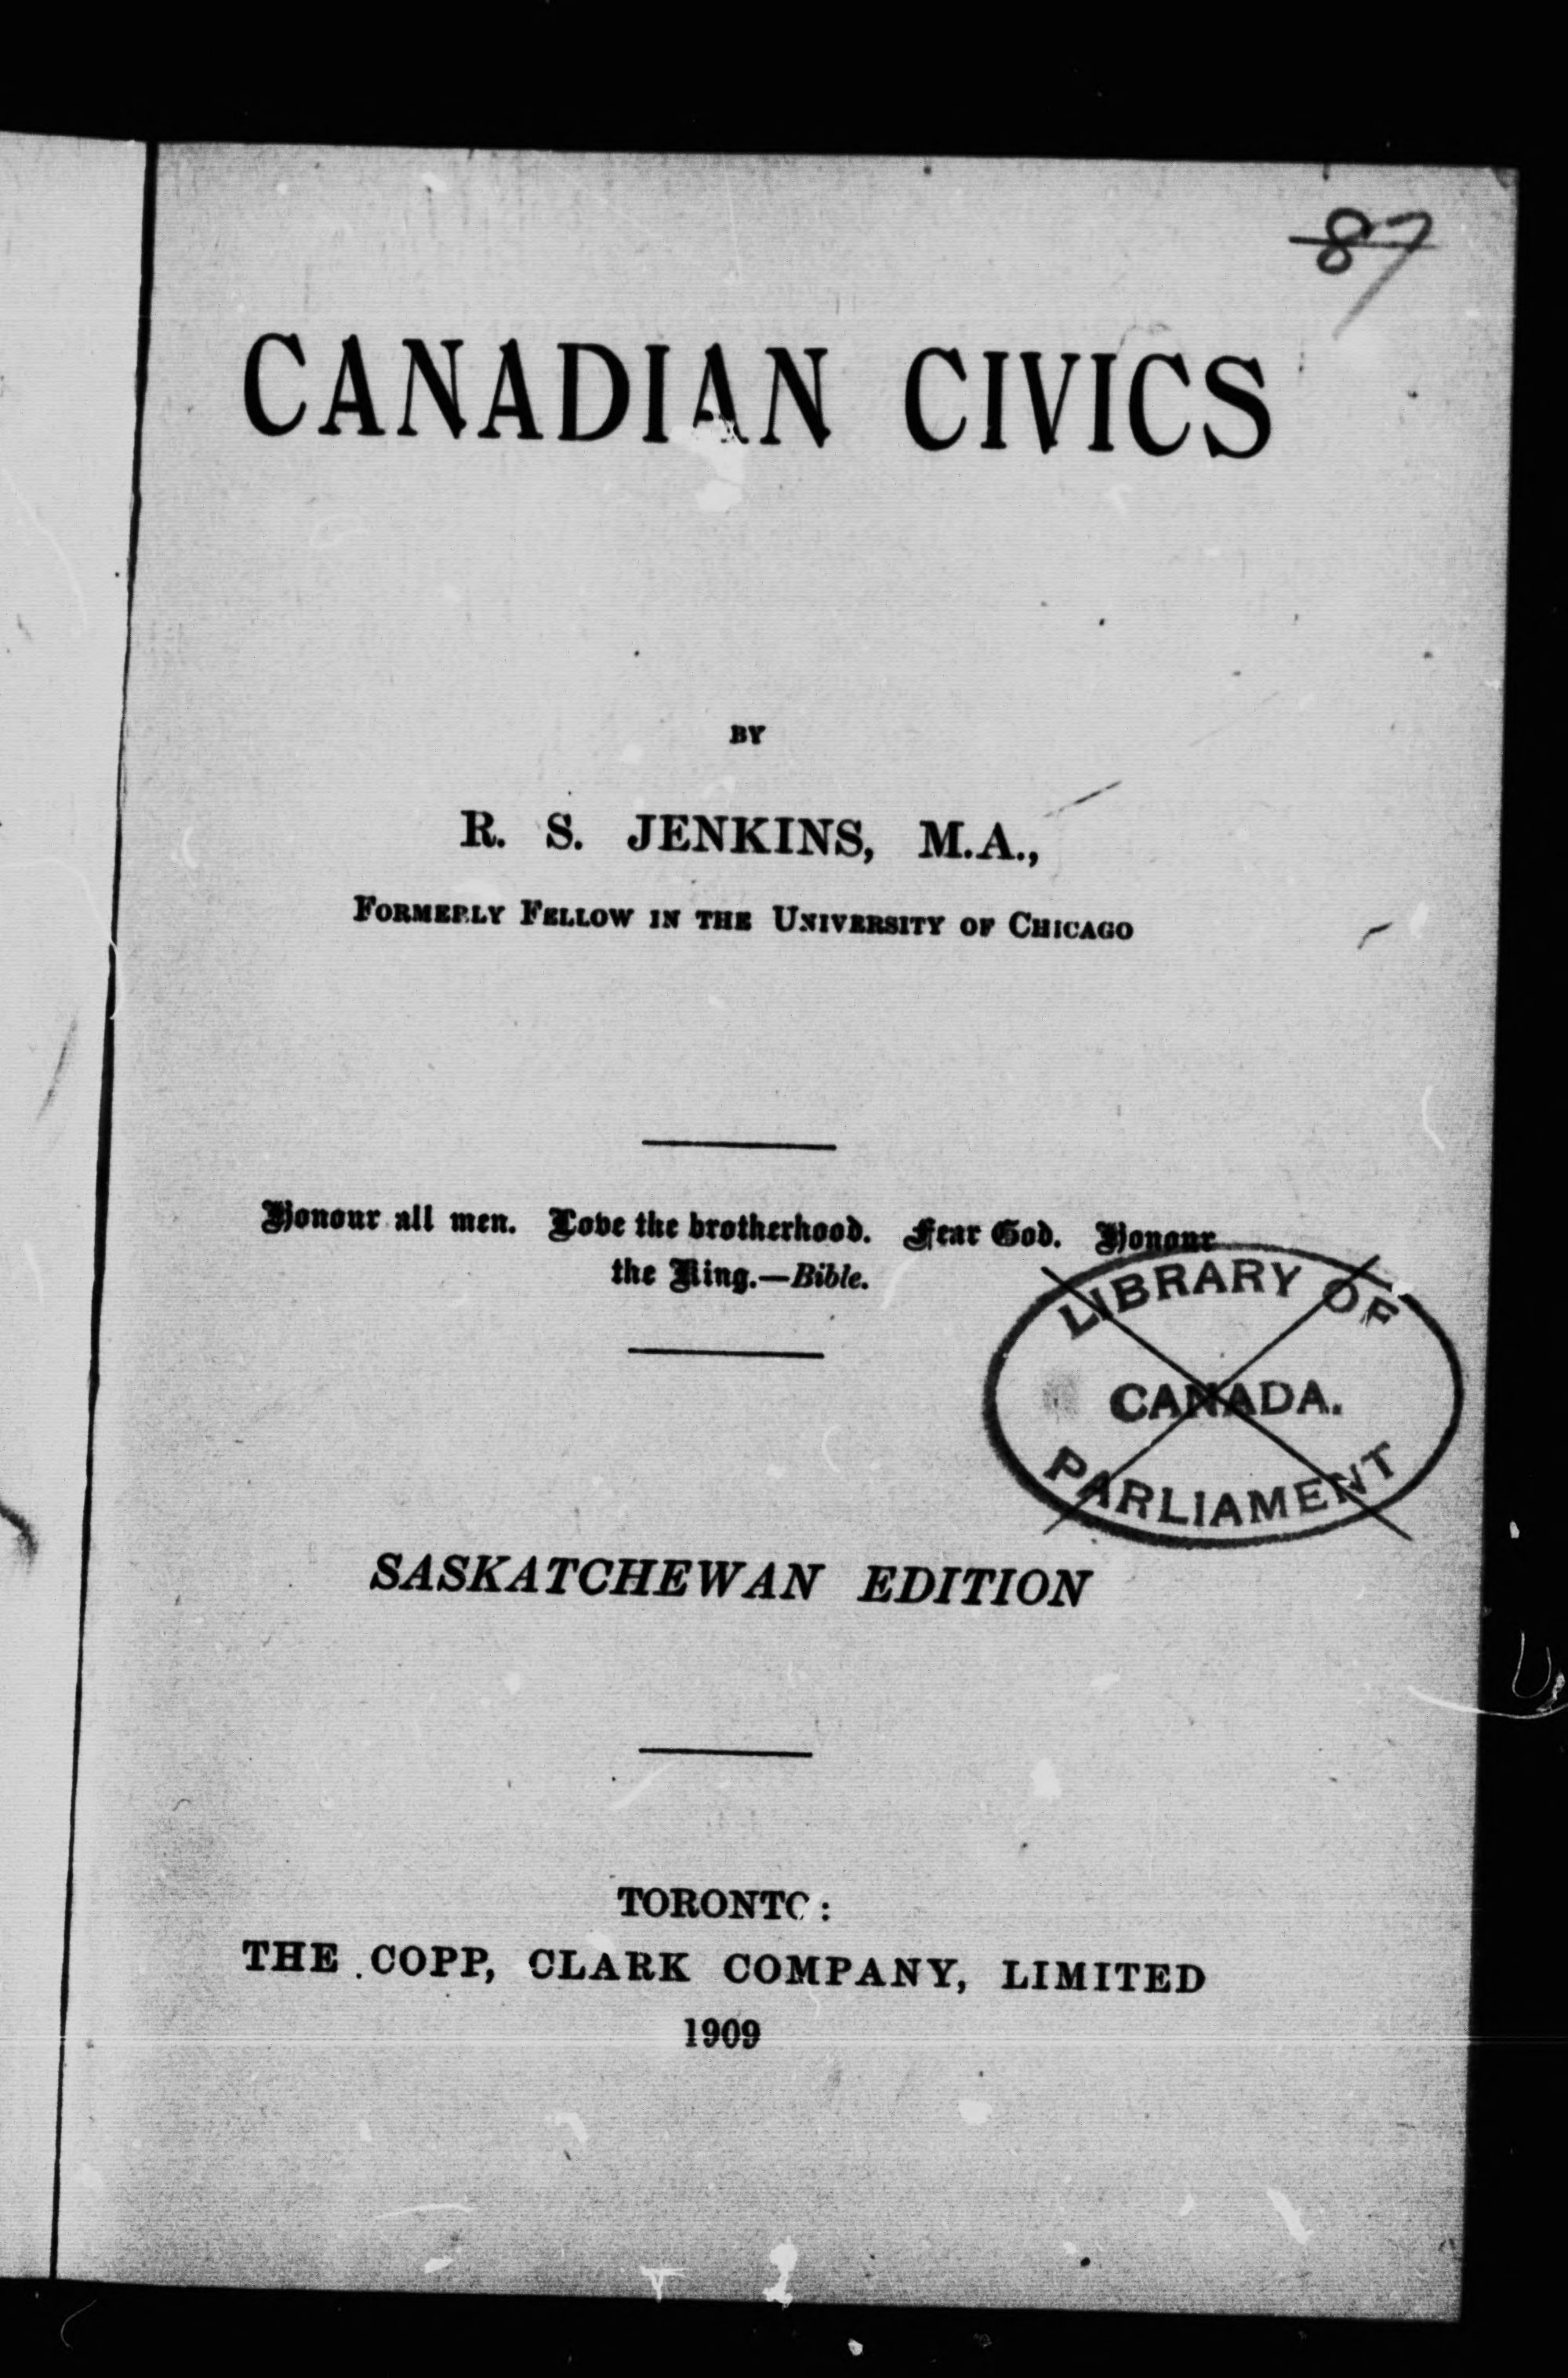 87
CANADIAN CIVICS
BY
R. S. JENKINS, M.A.,
FORMERLY FELLOW IN THE UNIVERSITY OF CHICAGO
Honour all men. Love the brotherhood. Fear God. Honour
the King.—Bible.
LIBRARY OF
CANADA.
PARLIAMENT
SASKATCHEWAN EDITION
TORONTO:
THE COPP, CLARK COMPANY, LIMITED
1909